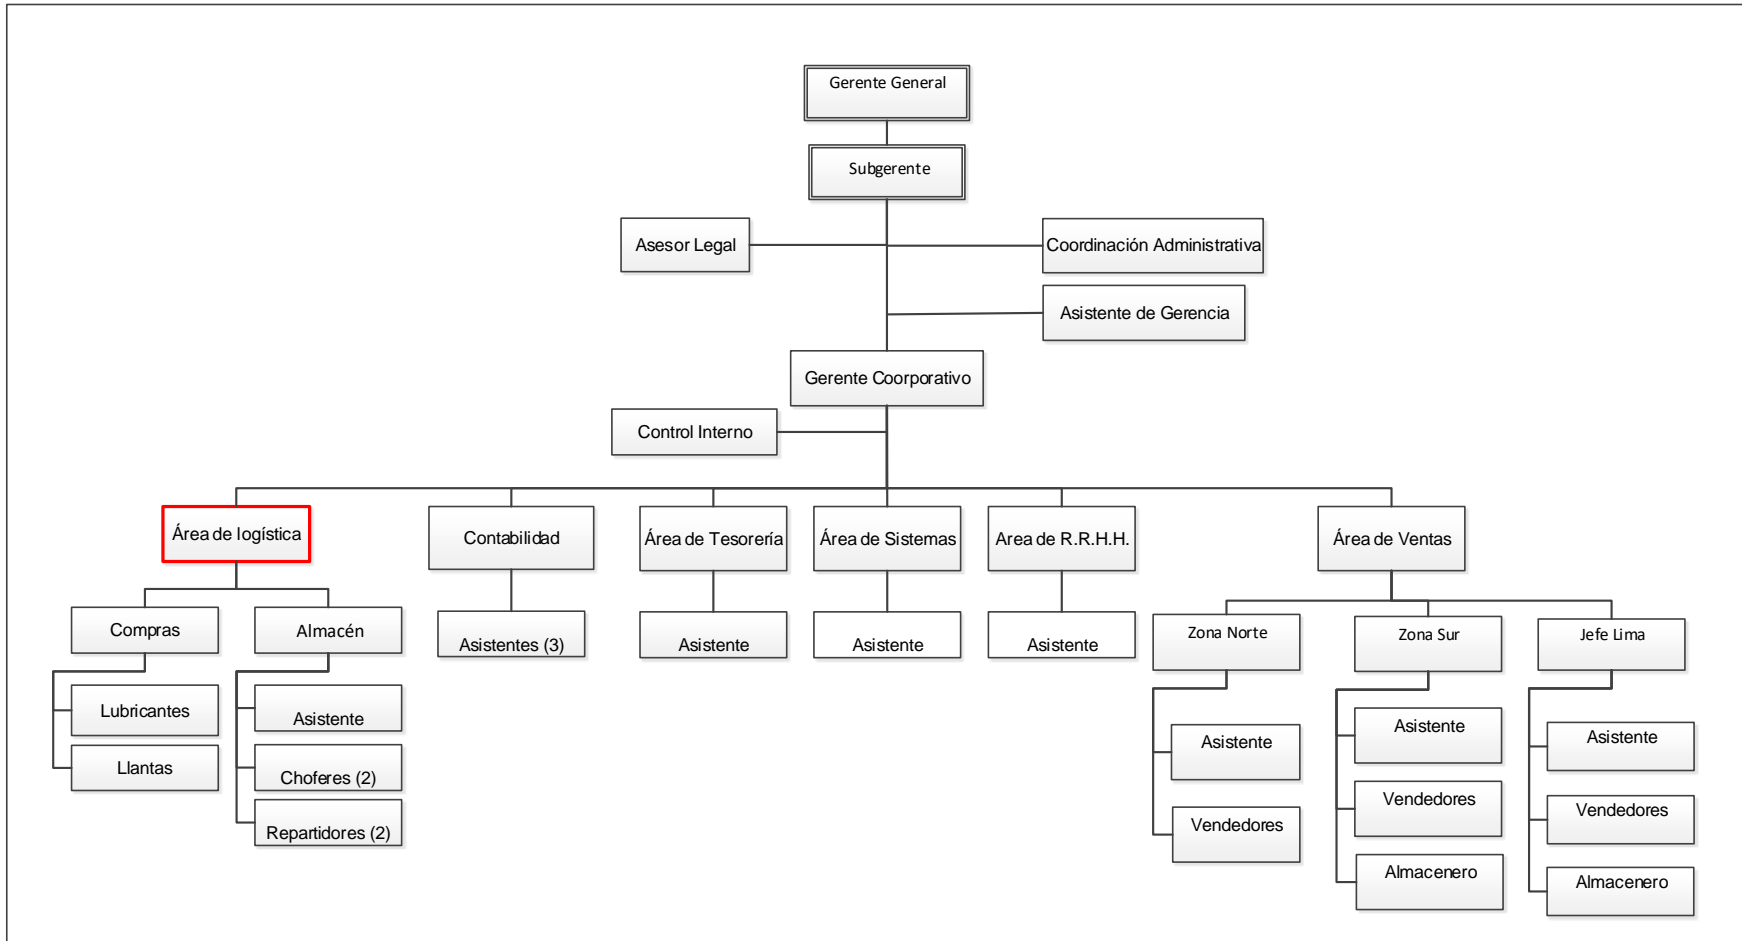 Gerente General
Subgerente
Asesor Legal
Coordinación Administrativa
Asistente de Gerencia
Gerente Coorporativo
Control Interno
Área de logística
Contabilidad
Área de Tesorería
Área de Sistemas
Area de R.R.H.H.
Área de Ventas
Compras
Almacén
Asistentes (3)
Asistente
Asistente
Asistente
Zona Norte
Zona Sur
Jefe Lima
Lubricantes
Llantas
Asistente
Choferes (2)
Repartidores (2)
Asistente
Vendedores
Asistente
Vendedores
Almacenero
Asistente
Vendedores
Almacenero